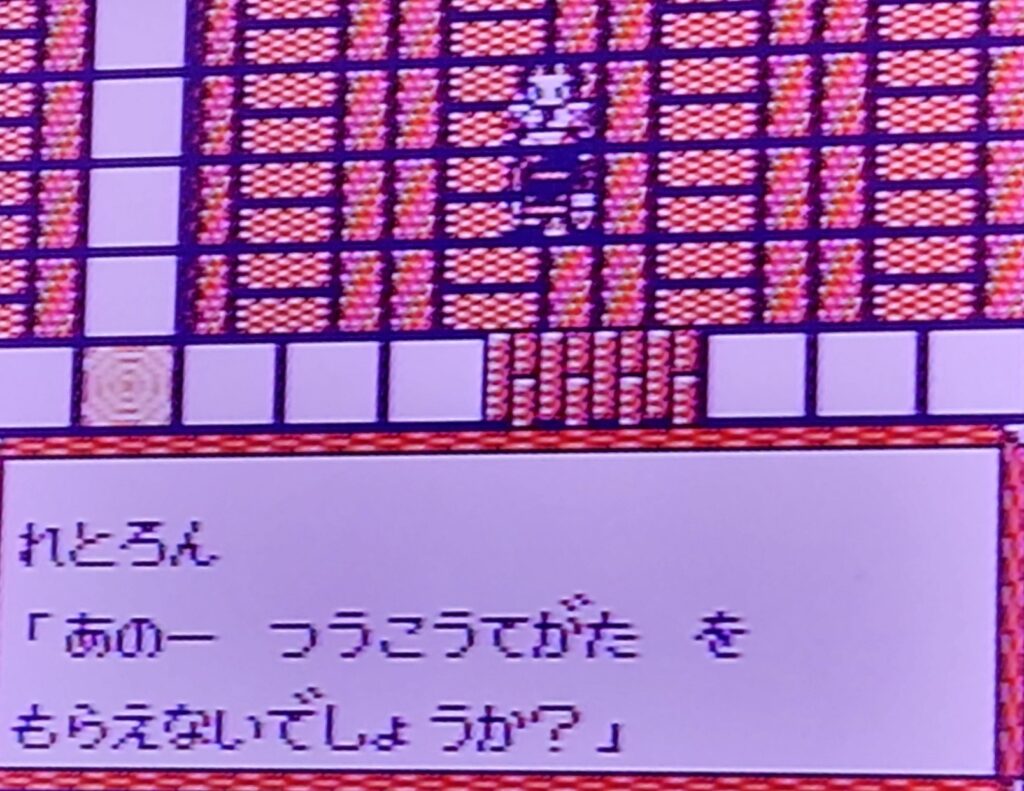 れとろん
「あのー　つうこうてがた　を
もらえないでしょうか？」